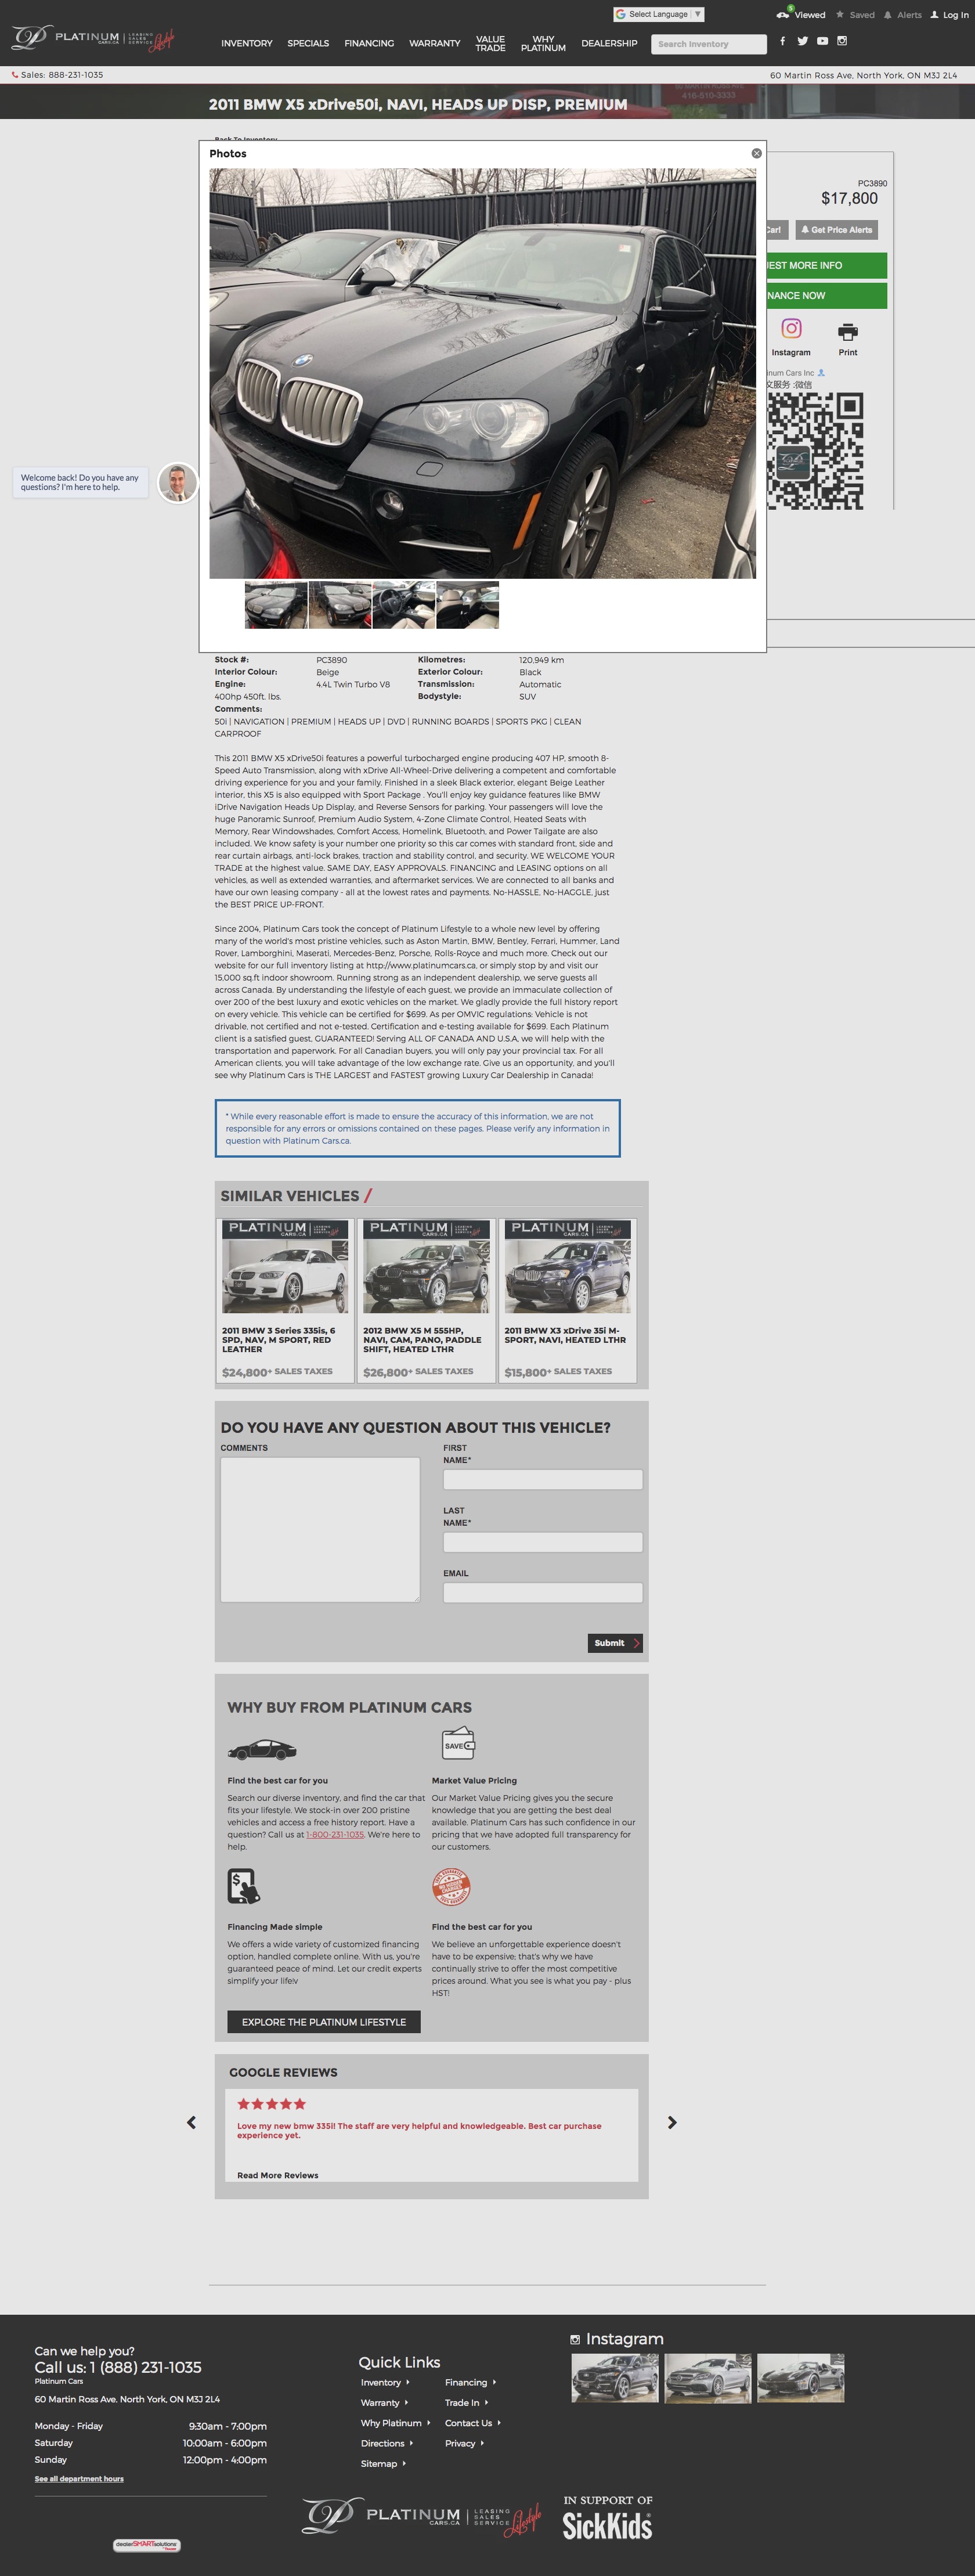 Select Language
5
Viewed
Saved
Alerts
Log In
PLATINUM
CARS.CA
LEASING
SALES
SERVICE
Lifestyle
INVENTORY
SPECIALS
FINANCING
WARRANTY
VALUE
TRADE
WHY
PLATINUM
DEALERSHIP
Search Inventory
Sales: 888-231-1035
60 Martin Ross Ave, North York, ON M3J 2L4
416-510-3333
2011 BMW X5 xDrive50i, NAVI, HEADS UP DISP, PREMIUM
Back To Inventory
Photos
PC3890
$17,800
Car!
Get Price Alerts
EST MORE INFO
NANCE NOW
Instagram
Print
inum Cars Inc
文服务 :微信
Welcome back! Do you have any
questions? I'm here to help.
Stock #: PC3890 Kilometres: 120,949 km
Interior Colour: Beige Exterior Colour: Black
Engine: 4.4L Twin Turbo V8 Transmission: Automatic
400hp 450ft. lbs. Bodystyle: SUV
Comments:
50i | NAVIGATION | PREMIUM | HEADS UP | DVD | RUNNING BOARDS | SPORTS PKG | CLEAN
CARPROOF
This 2011 BMW X5 xDrive50i features a powerful turbocharged engine producing 407 HP, smooth 8-
Speed Auto Transmission, along with xDrive All-Wheel-Drive delivering a competent and comfortable
driving experience for you and your family. Finished in a sleek Black exterior, elegant Beige Leather
interior, this X5 is also equipped with Sport Package . You'll enjoy key guidance features like BMW
iDrive Navigation Heads Up Display, and Reverse Sensors for parking. Your passengers will love the
huge Panoramic Sunroof, Premium Audio System, 4-Zone Climate Control, Heated Seats with
Memory, Rear Windowshades, Comfort Access, Homelink, Bluetooth, and Power Tailgate are also
included. We know safety is your number one priority so this car comes with standard front, side and
rear curtain airbags, anti-lock brakes, traction and stability control, and security. WE WELCOME YOUR
TRADE at the highest value. SAME DAY, EASY APPROVALS. FINANCING and LEASING options on all
vehicles, as well as extended warranties, and aftermarket services. We are connected to all banks and
have our own leasing company - all at the lowest rates and payments. No-HASSLE, No-HAGGLE, just
the BEST PRICE UP-FRONT.
Since 2004, Platinum Cars took the concept of Platinum Lifestyle to a whole new level by offering
many of the world's most pristine vehicles, such as Aston Martin, BMW, Bentley, Ferrari, Hummer, Land
Rover, Lamborghini, Maserati, Mercedes-Benz, Porsche, Rolls-Royce and much more. Check out our
website for our full inventory listing at http://www.platinumcars.ca, or simply stop by and visit our
15,000 sq.ft indoor showroom. Running strong as an independent dealership, we serve guests all
across Canada. By understanding the lifestyle of each guest, we provide an immaculate collection of
over 200 of the best luxury and exotic vehicles on the market. We gladly provide the full history report
on every vehicle. This vehicle can be certified for $699. As per OMVIC regulations: Vehicle is not
drivable, not certified and not e-tested. Certification and e-testing available for $699. Each Platinum
client is a satisfied guest, GUARANTEED! Serving ALL OF CANADA AND U.S.A, we will help with the
transportation and paperwork. For all Canadian buyers, you will only pay your provincial tax. For all
American clients, you will take advantage of the low exchange rate. Give us an opportunity, and you'll
see why Platinum Cars is THE LARGEST and FASTEST growing Luxury Car Dealership in Canada!
* While every reasonable effort is made to ensure the accuracy of this information, we are not
responsible for any errors or omissions contained on these pages. Please verify any information in
question with Platinum Cars.ca.
SIMILAR VEHICLES /
PLATINUM CARS.CA LEASING SALES SERVICE
PLATINUM CARS.CA LEASING SALES SERVICE
PLATINUM CARS.CA LEASING SALES SERVICE
2011 BMW 3 Series 335is, 6
SPD, NAV, M SPORT, RED
LEATHER
$24,800+ SALES TAXES
2012 BMW X5 M 555HP,
NAVI, CAM, PANO, PADDLE
SHIFT, HEATED LTHR
$26,800+ SALES TAXES
2011 BMW X3 xDrive 35i M-
SPORT, NAVI, HEATED LTHR
$15,800+ SALES TAXES
DO YOU HAVE ANY QUESTION ABOUT THIS VEHICLE?
COMMENTS
FIRST
NAME*
LAST
NAME*
EMAIL
Submit
WHY BUY FROM PLATINUM CARS
Find the best car for you
Search our diverse inventory, and find the car that
fits your lifestyle. We stock-in over 200 pristine
vehicles and access a free history report. Have a
question? Call us at 1-800-231-1035. We're here to
help.
SAVE
Market Value Pricing
Our Market Value Pricing gives you the secure
knowledge that you are getting the best deal
available. Platinum Cars has such confidence in our
pricing that we have adopted full transparency for
our customers.
$
Financing Made simple
We offers a wide variety of customized financing
option, handled complete online. With us, you're
guaranteed peace of mind. Let our credit experts
simplify your life!v
Find the best car for you
We believe an unforgettable experience doesn't
have to be expensive, that's why we have
continually strive to offer the most competitive
prices around. What you see is what you pay - plus
HST!
EXPLORE THE PLATINUM LIFESTYLE
GOOGLE REVIEWS
Love my new bmw 335i! The staff are very helpful and knowledgeable. Best car purchase
experience yet.
Read More Reviews
Can we help you?
Call us: 1 (888) 231-1035
Platinum Cars
60 Martin Ross Ave. North York, ON M3J 2L4
Monday - Friday 9:30am - 7:00pm
Saturday 10:00am - 6:00pm
Sunday 12:00pm - 4:00pm
See all department hours
Quick Links
Inventory
Financing
Warranty
Trade In
Why Platinum
Contact Us
Directions
Privacy
Sitemap
Instagram
PLATINUM
CARS.CA
LEASING
SALES
SERVICE
Lifestyle
IN SUPPORT OF
SickKids
dealerSMARTsolutions